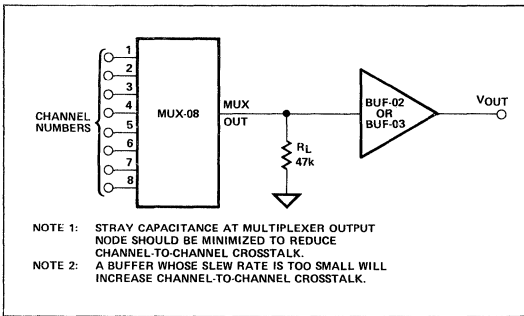 1
2
3
4
5
6
7
8
CHANNEL
NUMBERS
MUX-08
MUX
OUT
RL
47k
BUF-02
OR
BUF-03
VOUT
NOTE 1: STRAY CAPACITANCE AT MULTIPLEXER OUTPUT
NODE SHOULD BE MINIMIZED TO REDUCE
CHANNEL-TO-CHANNEL CROSSTALK.
NOTE 2: A BUFFER WHOSE SLEW RATE IS TOO SMALL WILL
INCREASE CHANNEL-TO-CHANNEL CROSSTALK.